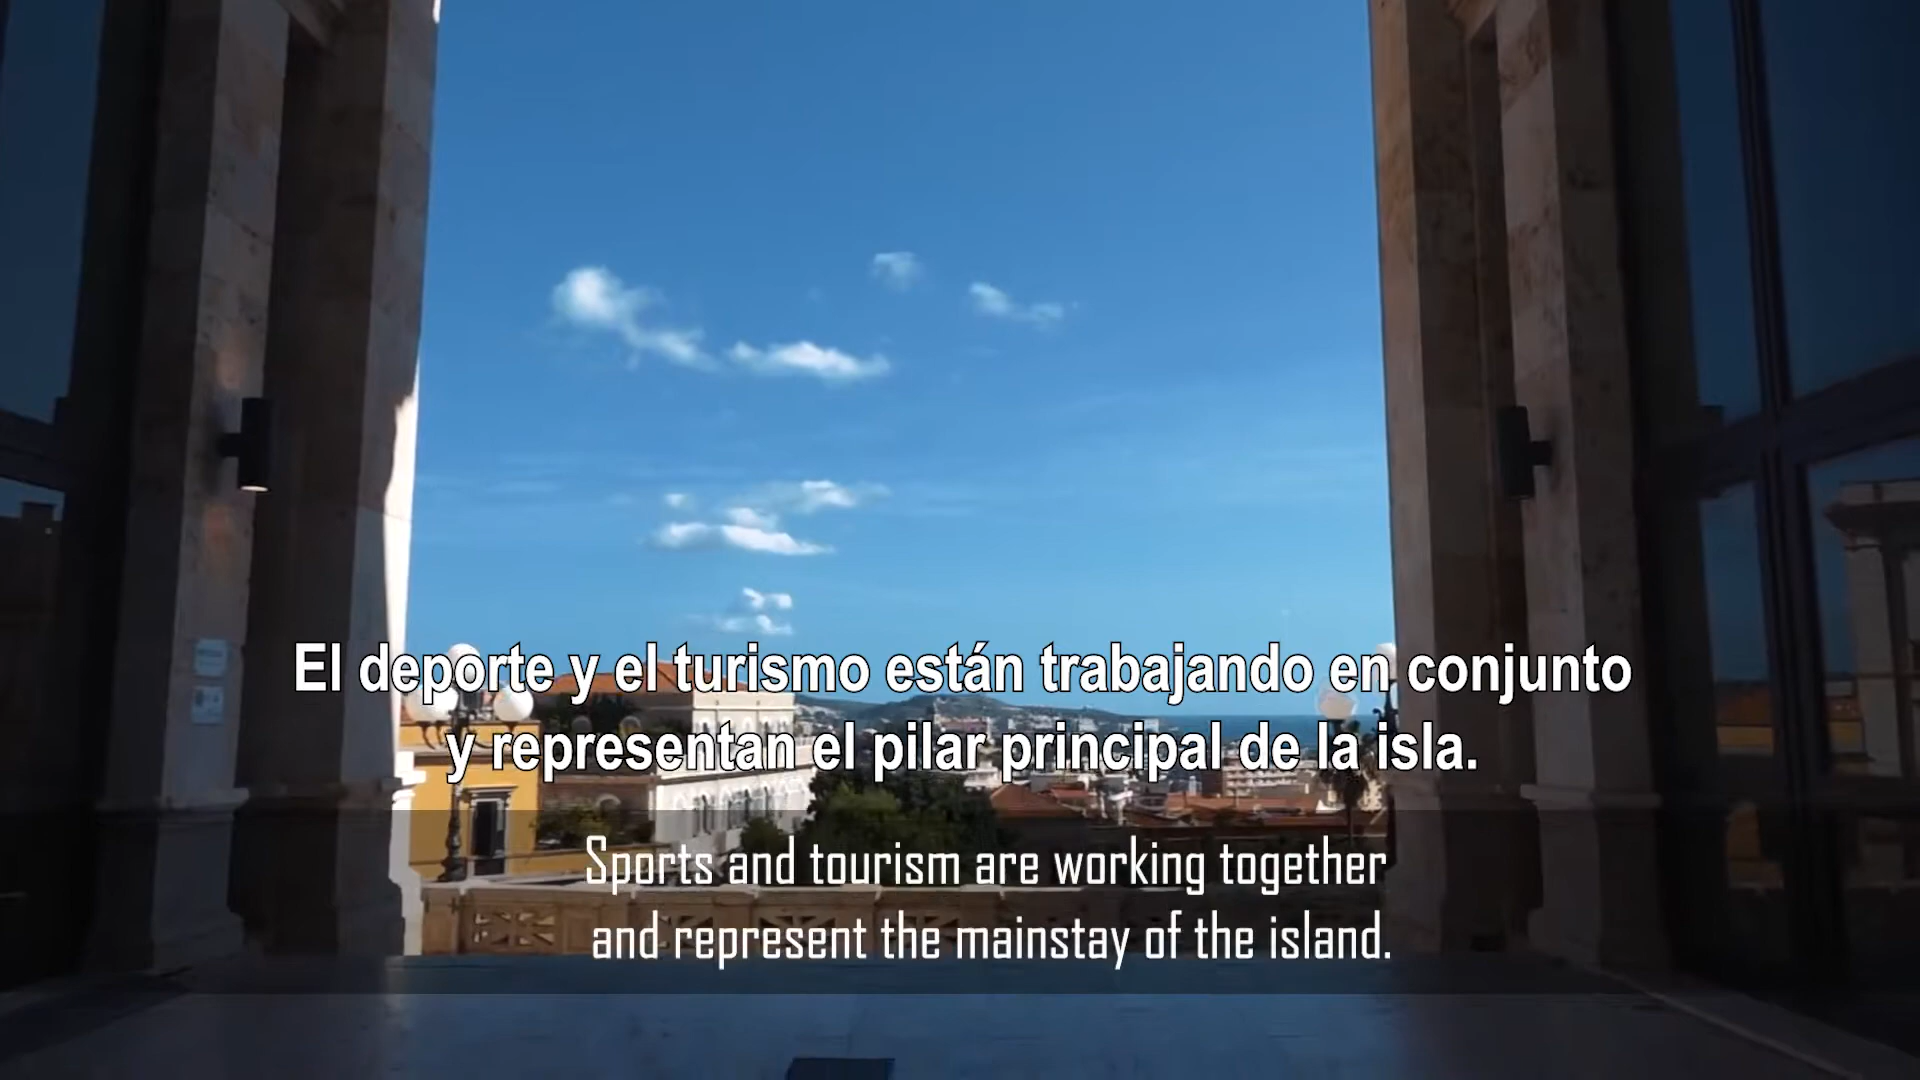 El deporte y el turismo están trabajando en conjunto
y representan el pilar principal de la isla.
Sports and tourism are working together
and represent the mainstay of the island.